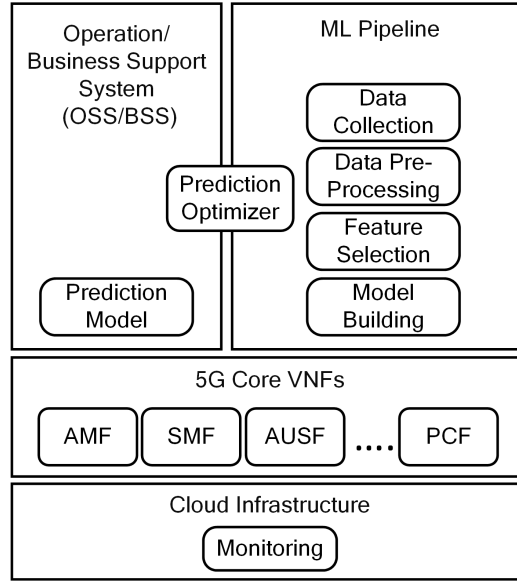 Operation/
Business Support
System
(OSS/BSS)
Prediction
Model
Prediction
Optimizer
ML Pipeline
Data
Collection
Data Pre-
Processing
Feature
Selection
Model
Building
5G Core VNFs
AMF SMF AUSF .... PCF
Cloud Infrastructure
Monitoring